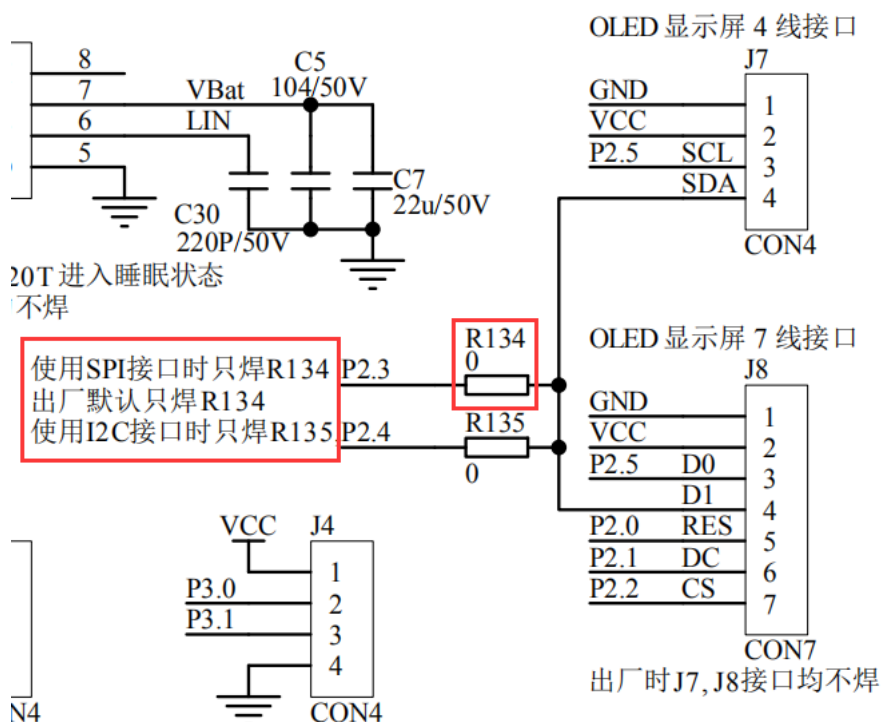 OLED 显示屏 4 线接口
J7
GND 1
VCC 2
P2.5 SCL 3
SDA 4
CON4
8
7 VBat
6 LIN
5
C5
104/50V
C7
22u/50V
C30
220P/50V
20T 进入睡眠状态
不焊
使用SPI接口时只焊R134 P2.3
出厂默认只焊R134
使用I2C接口时只焊R135 P2.4
R134
0
R135
0
OLED 显示屏 7 线接口
J8
GND 1
VCC 2
P2.5 D0 3
D1 4
P2.0 RES 5
P2.1 DC 6
P2.2 CS 7
CON7
出厂时J7,J8接口均不焊
VCC J4
1
P3.0 2
P3.1 3
4
CON4
N4